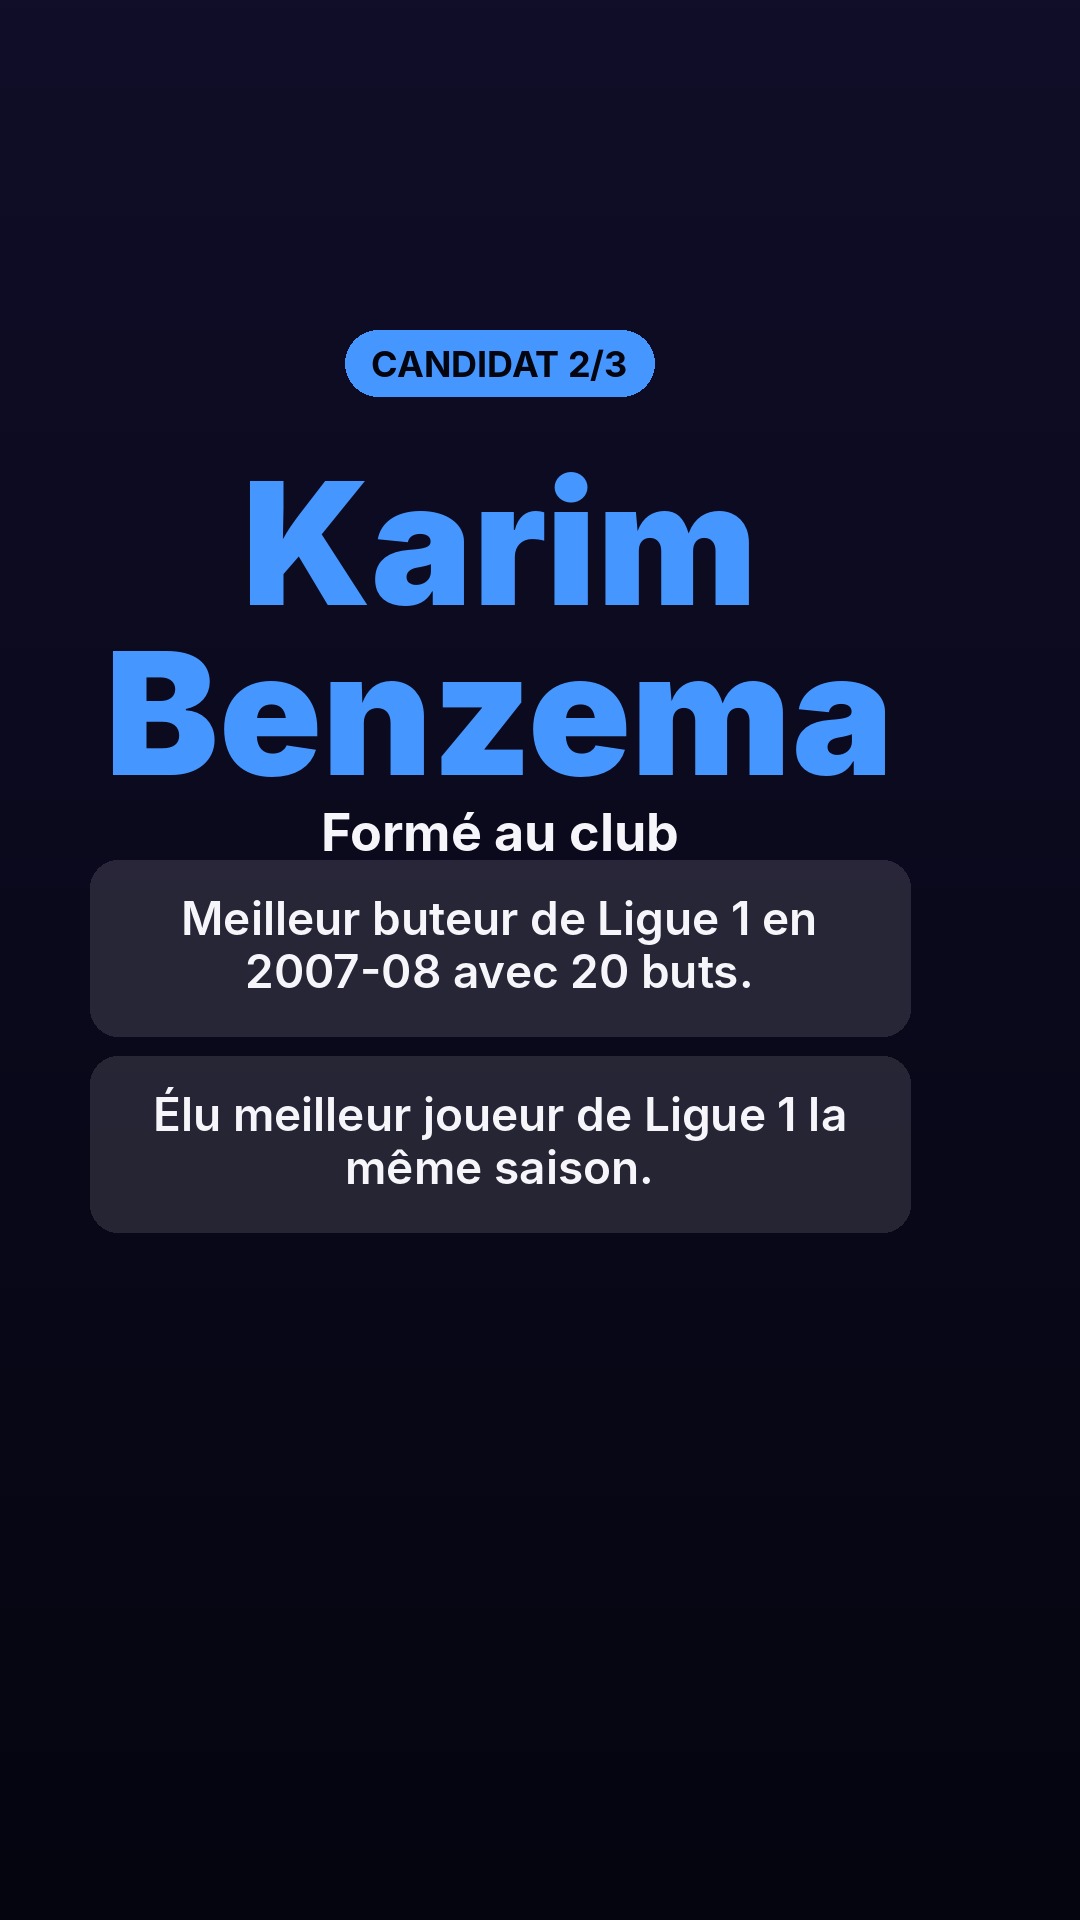 CANDIDAT 2/3
Karim
Benzema
Formé au club
Meilleur buteur de Ligue 1 en
2007-08 avec 20 buts.
Élu meilleur joueur de Ligue 1 la
même saison.